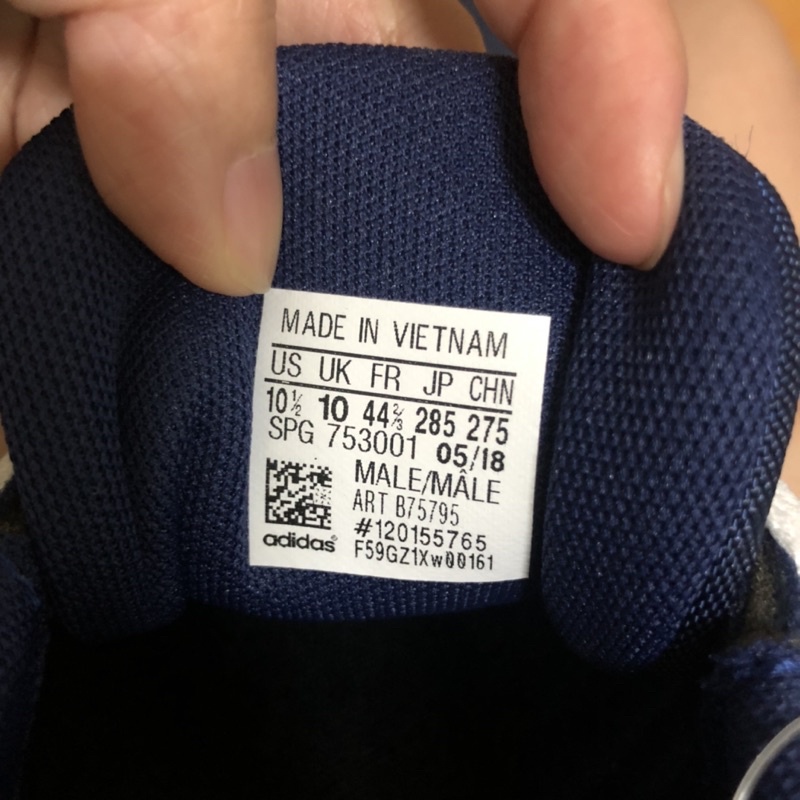 MADE IN VIETNAM
US UK FR JP CHN
10½ 10 44⅔ 285 275
SPG 753001 05/18
MALE/MÂLE
ART B75795
#120155765
adidas® F59GZ1Xw00161